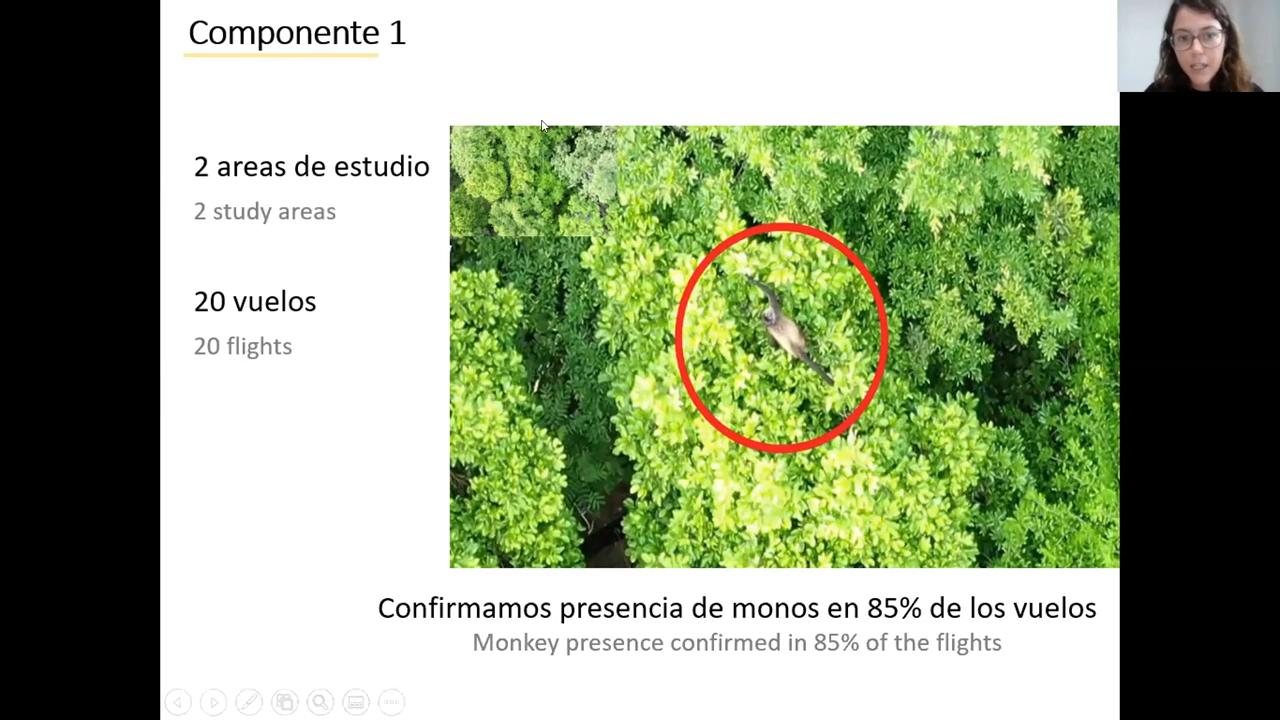 Componente 1
2 areas de estudio
2 study areas
20 vuelos
20 flights
Confirmamos presencia de monos en 85% de los vuelos
Monkey presence confirmed in 85% of the flights